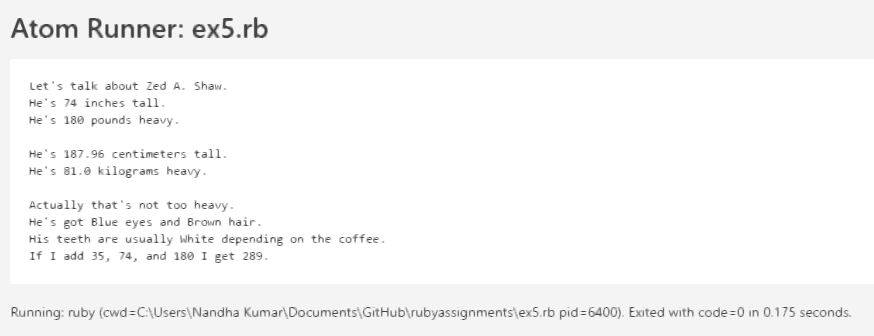 Atom Runner: ex5.rb
Let's talk about Zed A. Shaw.
He's 74 inches tall.
He's 180 pounds heavy.
He's 187.96 centimeters tall.
He's 81.0 kilograms heavy.
Actually that's not too heavy.
He's got Blue eyes and Brown hair.
His teeth are usually White depending on the coffee.
If I add 35, 74, and 180 I get 289.
Running: ruby (cwd=C:\Users\Nandha Kumar\Documents\GitHub\rubyassignments\ex5.rb pid=6400). Exited with code=0 in 0.175 seconds.